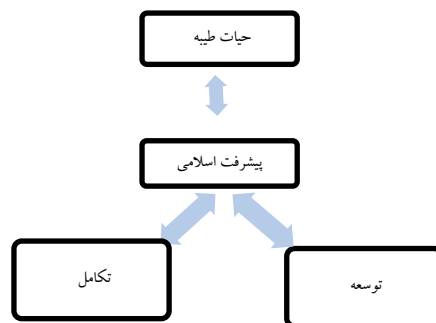 حیات طیبه
پیشرفت اسلامی
توسعه
تکامل